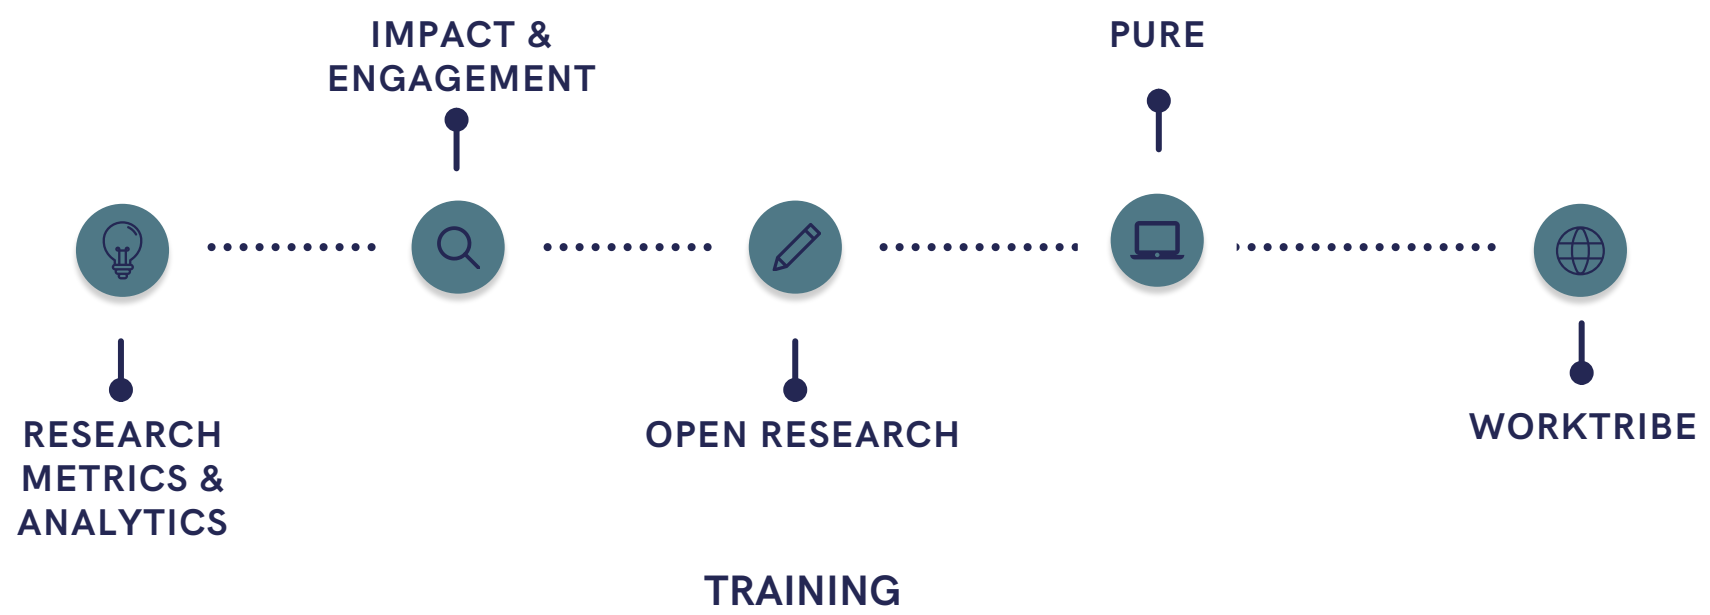 IMPACT &
ENGAGEMENT
PURE
RESEARCH
METRICS &
ANALYTICS
OPEN RESEARCH
WORKTRIBE
TRAINING